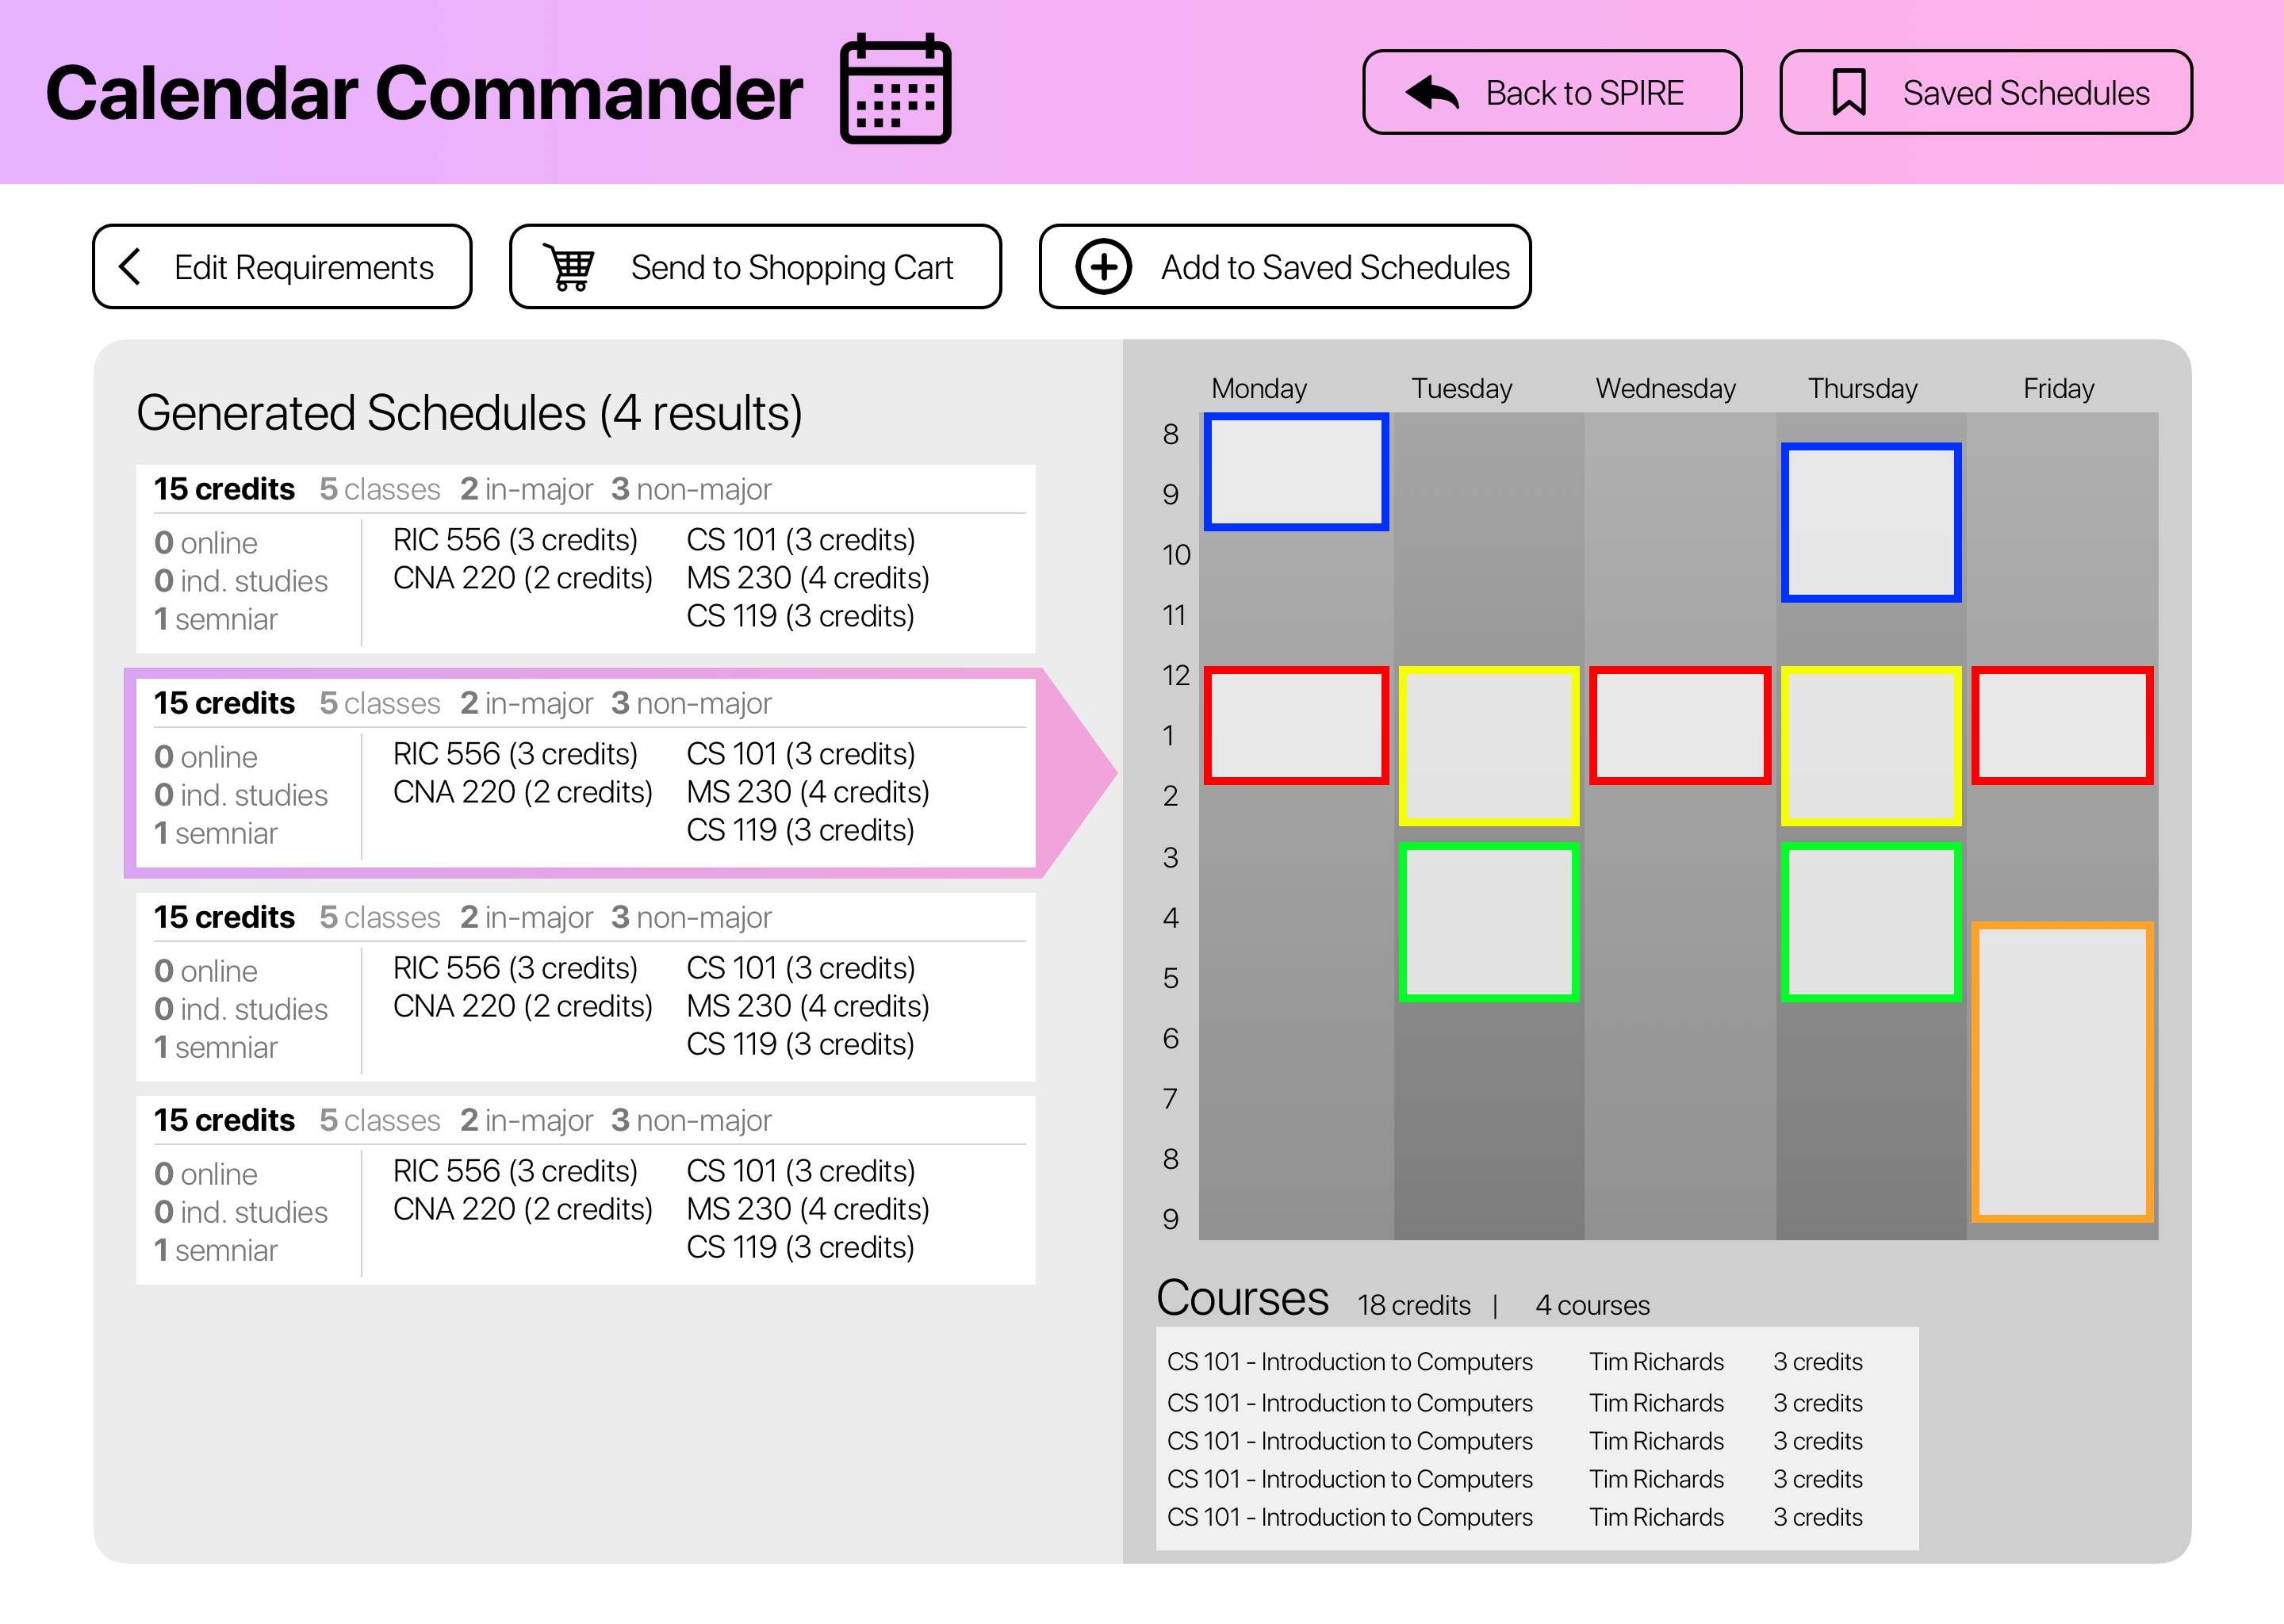 Calendar Commander
Back to SPIRE
Saved Schedules
Edit Requirements
Send to Shopping Cart
Add to Saved Schedules
Generated Schedules (4 results)
15 credits 5 classes 2 in-major 3 non-major
0 online
0 ind. studies
1 semniar
RIC 556 (3 credits)
CNA 220 (2 credits)
CS 101 (3 credits)
MS 230 (4 credits)
CS 119 (3 credits)
15 credits 5 classes 2 in-major 3 non-major
0 online
0 ind. studies
1 semniar
RIC 556 (3 credits)
CNA 220 (2 credits)
CS 101 (3 credits)
MS 230 (4 credits)
CS 119 (3 credits)
15 credits 5 classes 2 in-major 3 non-major
0 online
0 ind. studies
1 semniar
RIC 556 (3 credits)
CNA 220 (2 credits)
CS 101 (3 credits)
MS 230 (4 credits)
CS 119 (3 credits)
15 credits 5 classes 2 in-major 3 non-major
0 online
0 ind. studies
1 semniar
RIC 556 (3 credits)
CNA 220 (2 credits)
CS 101 (3 credits)
MS 230 (4 credits)
CS 119 (3 credits)
Monday Tuesday Wednesday Thursday Friday
8
9
10
11
12
1
2
3
4
5
6
7
8
9
Courses 18 credits | 4 courses
CS 101 - Introduction to Computers Tim Richards 3 credits
CS 101 - Introduction to Computers Tim Richards 3 credits
CS 101 - Introduction to Computers Tim Richards 3 credits
CS 101 - Introduction to Computers Tim Richards 3 credits
CS 101 - Introduction to Computers Tim Richards 3 credits